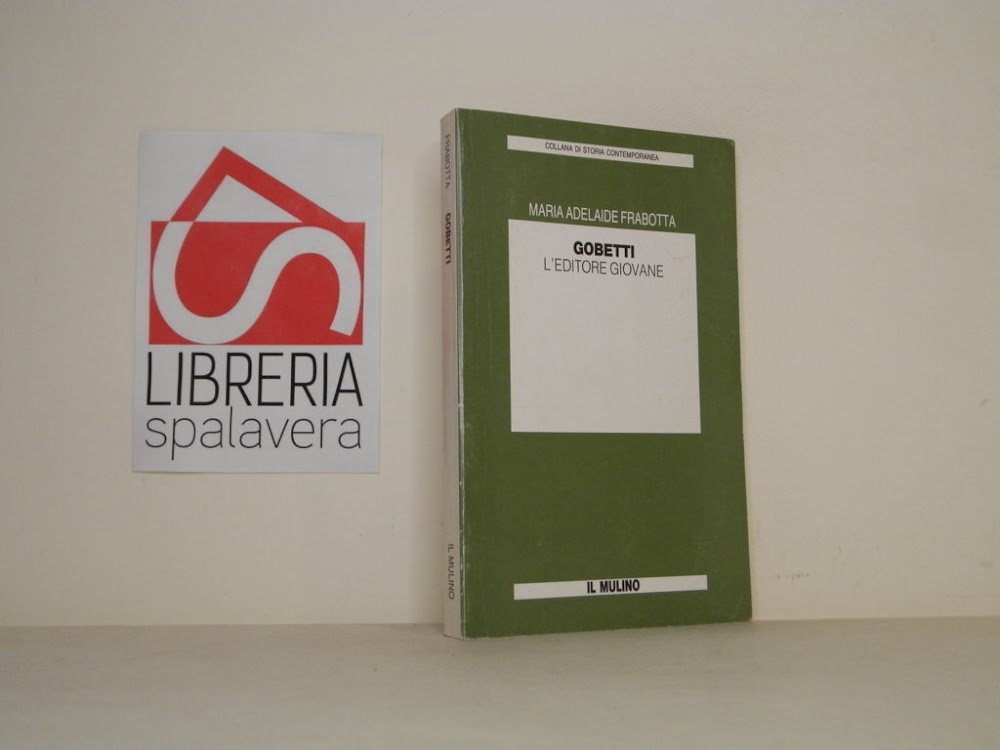 LIBRERIA
spalavera
FRABOTTA GOBETTI IL MULINO
COLLANA DI STORIA CONTEMPORANEA
MARIA ADELAIDE FRABOTTA
GOBETTI
L'EDITORE GIOVANE
IL MULINO